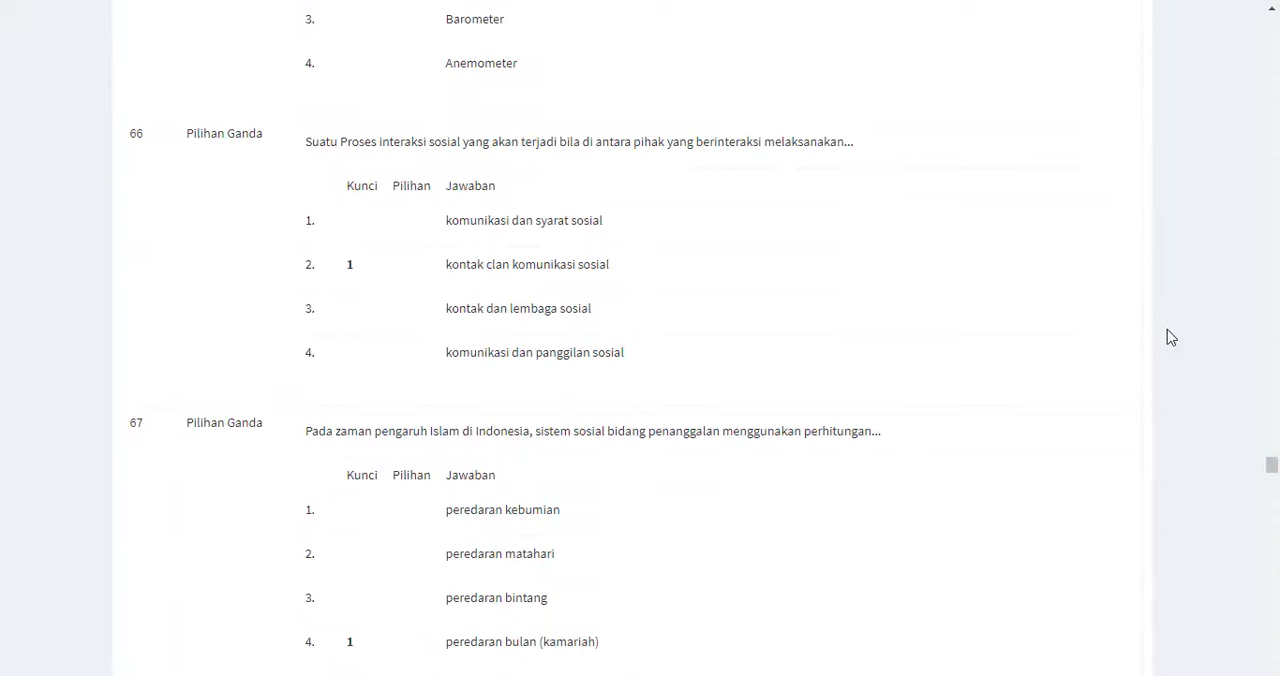 3. Barometer
4. Anemometer
66 Pilihan Ganda Suatu Proses interaksi sosial yang akan terjadi bila di antara pihak yang berinteraksi melaksanakan...
Kunci Pilihan Jawaban
1. komunikasi dan syarat sosial
2. 1 kontak clan komunikasi sosial
3. kontak dan lembaga sosial
4. komunikasi dan panggilan sosial
67 Pilihan Ganda Pada zaman pengaruh Islam di Indonesia, sistem sosial bidang penanggalan menggunakan perhitungan...
Kunci Pilihan Jawaban
1. peredaran kebumian
2. peredaran matahari
3. peredaran bintang
4. 1 peredaran bulan (kamariah)